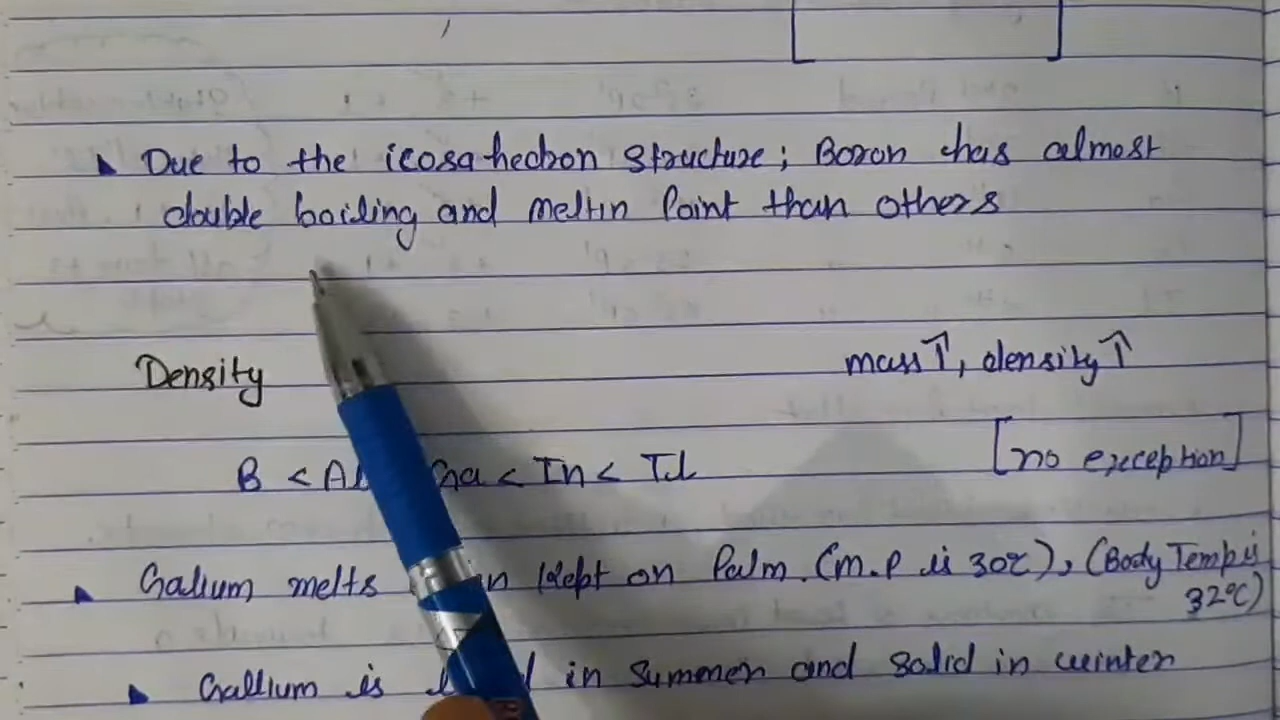 Due to the icosahedron structure; Boron has almost
double boiling and meltin Point than others
Density
mass↑, density↑
B < Al Ga < In < Tl
[no exception]
Galium melts kept on Palm. (m.p is 30℃), (Body Temp is
32°C)
Gallium is in summer and solid in winter